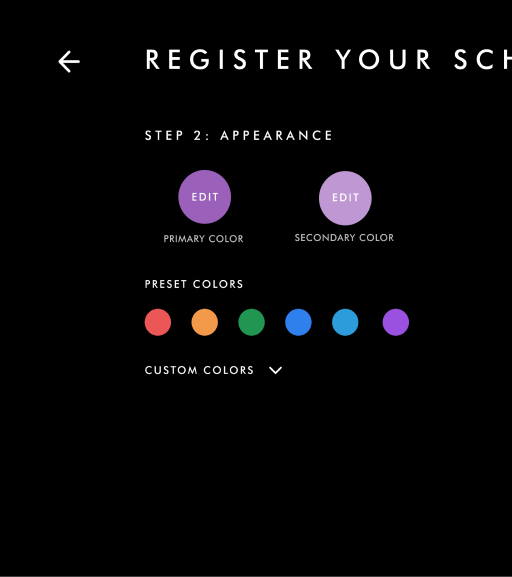 REGISTER YOUR SCH
STEP 2: APPEARANCE
EDIT EDIT
PRIMARY COLOR SECONDARY COLOR
PRESET COLORS
CUSTOM COLORS